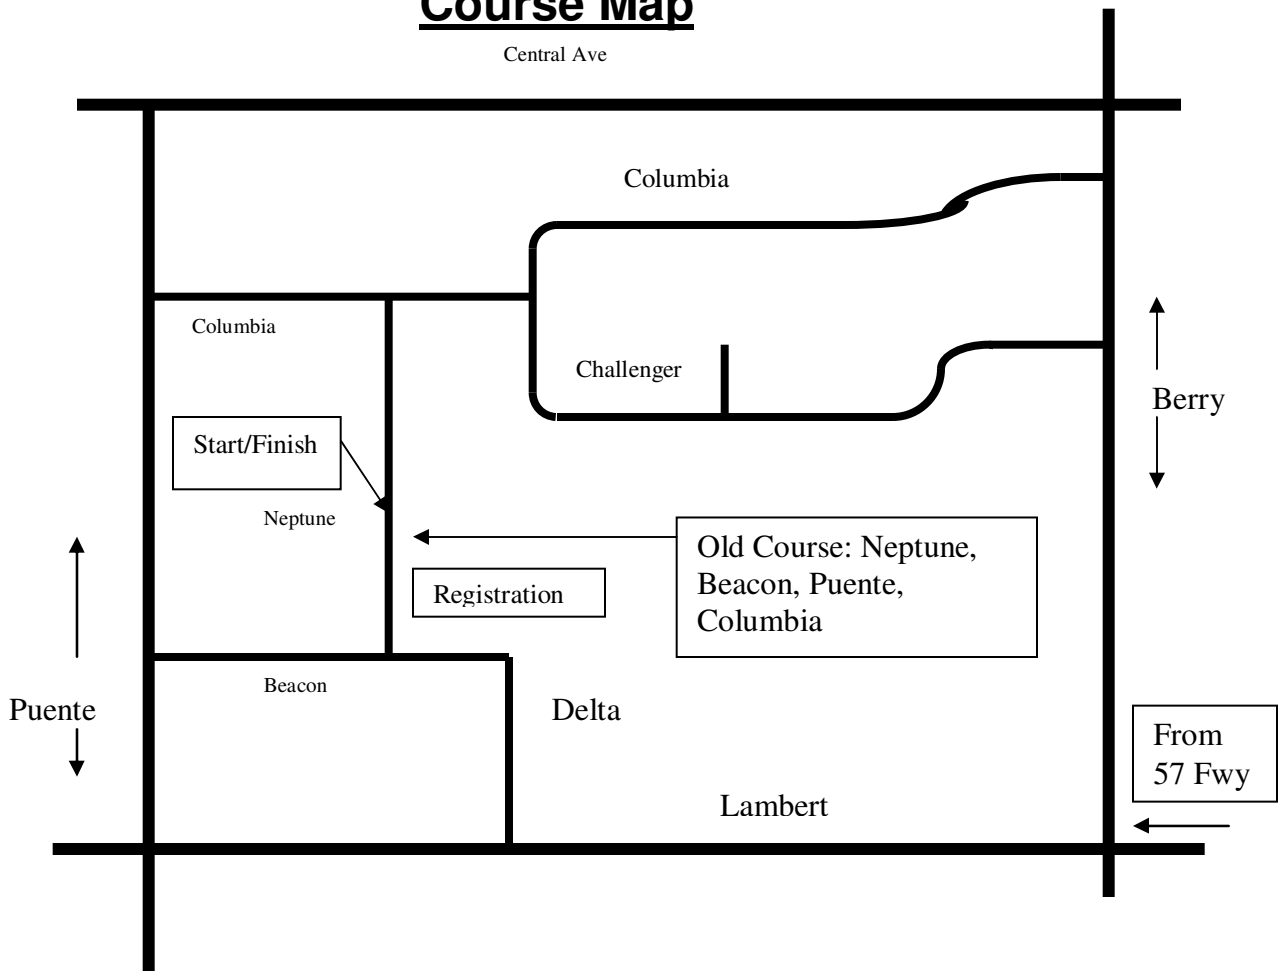 Course Map
Central Ave
Columbia
Columbia
Challenger
Berry
Start/Finish
Neptune
Old Course: Neptune,
Beacon, Puente,
Columbia
Registration
Beacon
Puente
Delta
From
57 Fwy
Lambert